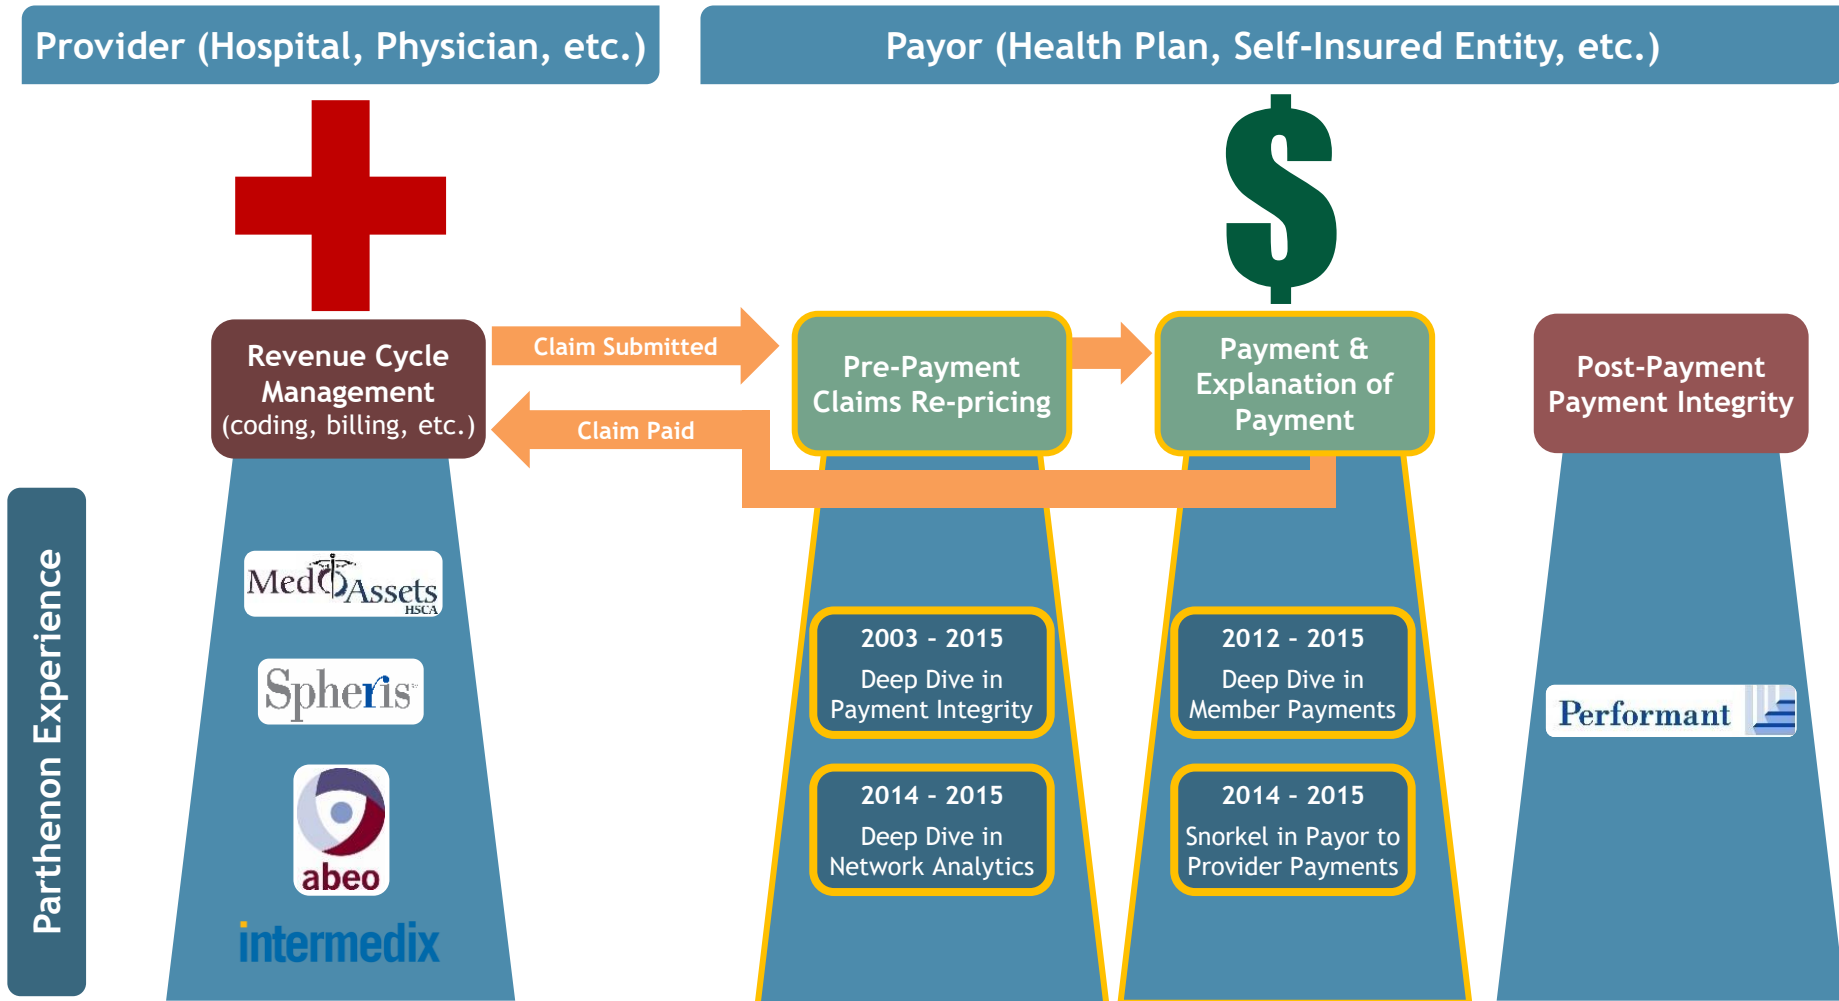 Provider (Hospital, Physician, etc.)
Payor (Health Plan, Self-Insured Entity, etc.)
$
Revenue Cycle
Management
(coding, billing, etc.)
Claim Submitted
Claim Paid
Pre-Payment
Claims Re-pricing
Payment &
Explanation of
Payment
Post-Payment
Payment Integrity
Parthenon Experience
MedAssets
HSCA
Spheris
abeo
intermedix
2003 - 2015
Deep Dive in
Payment Integrity
2014 - 2015
Deep Dive in
Network Analytics
2012 - 2015
Deep Dive in
Member Payments
2014 - 2015
Snorkel in Payor to
Provider Payments
Performant